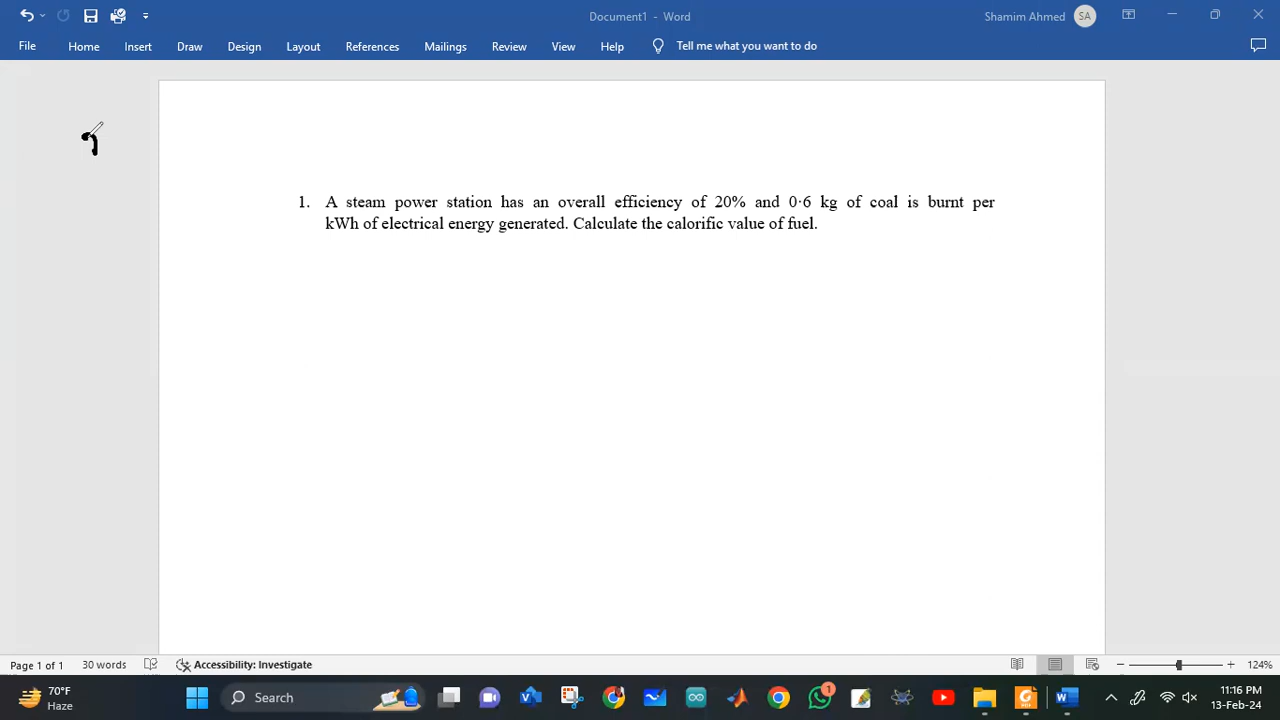 Document1 - Word
Shamim Ahmed SA
File Home Insert Draw Design Layout References Mailings Review View Help Tell me what you want to do
1. A steam power station has an overall efficiency of 20% and 0·6 kg of coal is burnt per
kWh of electrical energy generated. Calculate the calorific value of fuel.
Page 1 of 1 30 words Accessibility: Investigate 124%
70°F
Haze
Search
1
11:16 PM
13-Feb-24